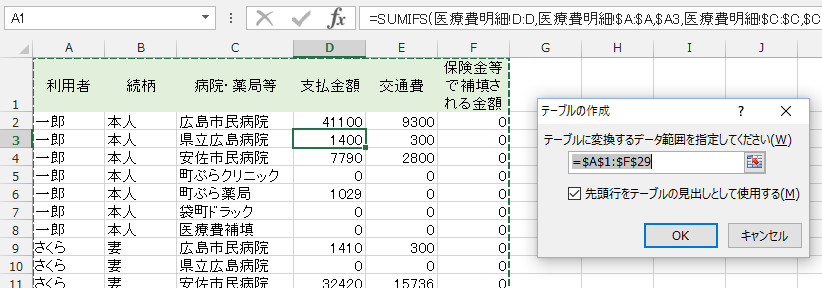 A1 fx =SUMIFS(医療費明細!D:D,医療費明細!$A:$A,$A3,医療費明細!$C:$C,$C
A B C D E F G H I J
1 利用者 続柄 病院・薬局等 支払金額 交通費 保険金等
で補填さ
れる金額
2 一郎 本人 広島市民病院 41100 9300 0
3 一郎 本人 県立広島病院 1400 300 0
4 一郎 本人 安佐市民病院 7790 2800 0
5 一郎 本人 町ぶらクリニック 0 0 0
6 一郎 本人 町ぶら薬局 1029 0 0
7 一郎 本人 袋町ドラック 0 0 0
8 一郎 本人 医療費補填 0 0 0
9 さくら 妻 広島市民病院 1410 300 0
10 さくら 妻 県立広島病院 0 0 0
11 さくら 妻 安佐市民病院 32420 15736 0
テーブルの作成 ? ×
テーブルに変換するデータ範囲を指定してください(W)
=$A$1:$F$29
先頭行をテーブルの見出しとして使用する(M)
OK キャンセル